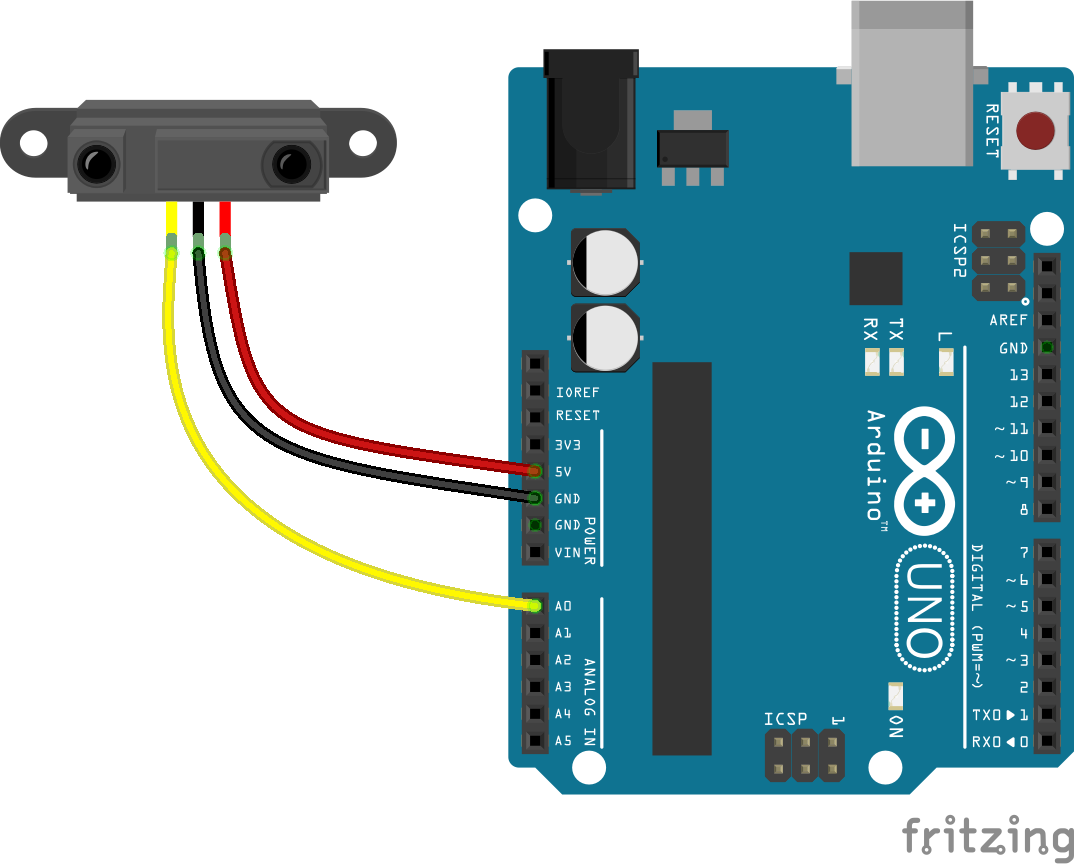 RESET
ICSP2
AREF
GND
13
12
~11
~10
~9
8
RX
TX
L
IOREF
RESET
3V3
5V
GND
GND
VIN
POWER
Arduino™
UNO
7
~6
~5
4
~3
2
TX0▶1
RX0◀0
DIGITAL (PWM=~)
A0
A1
A2
A3
A4
A5
ANALOG IN
ICSP
1
ON
fritzing